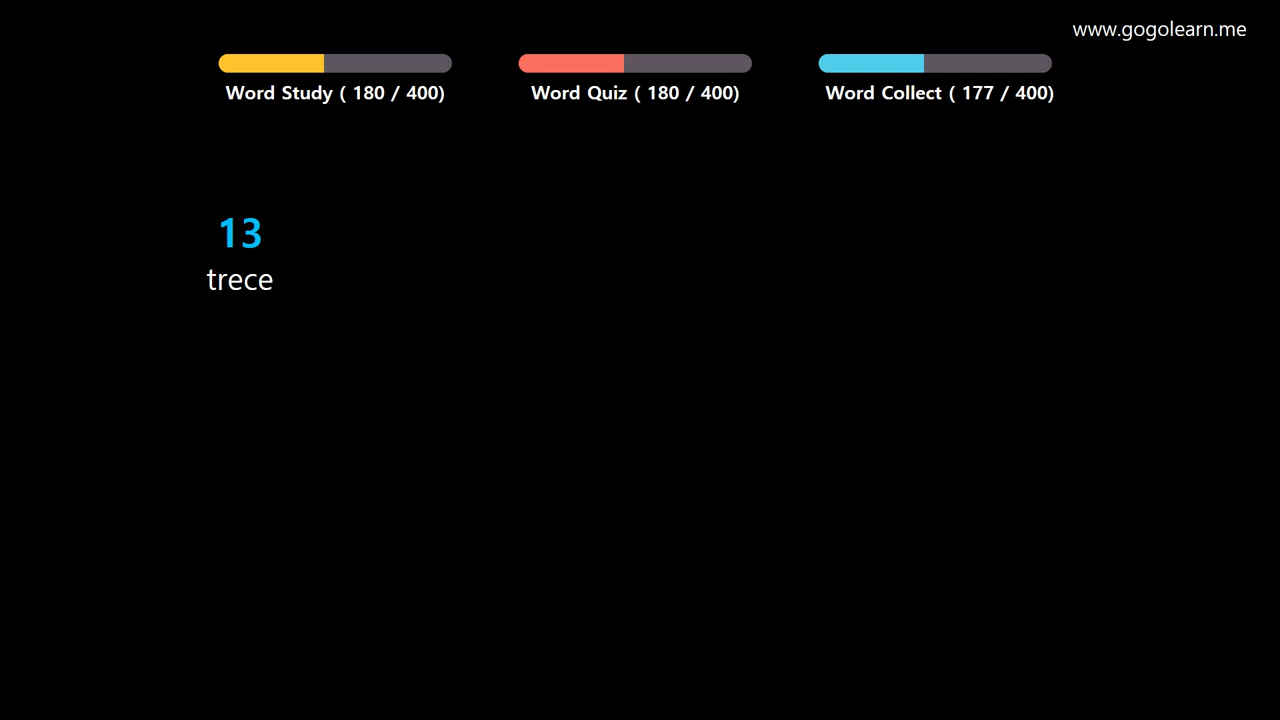 www.gogolearn.me
Word Study ( 180 / 400)
Word Quiz ( 180 / 400)
Word Collect ( 177 / 400)
13
trece